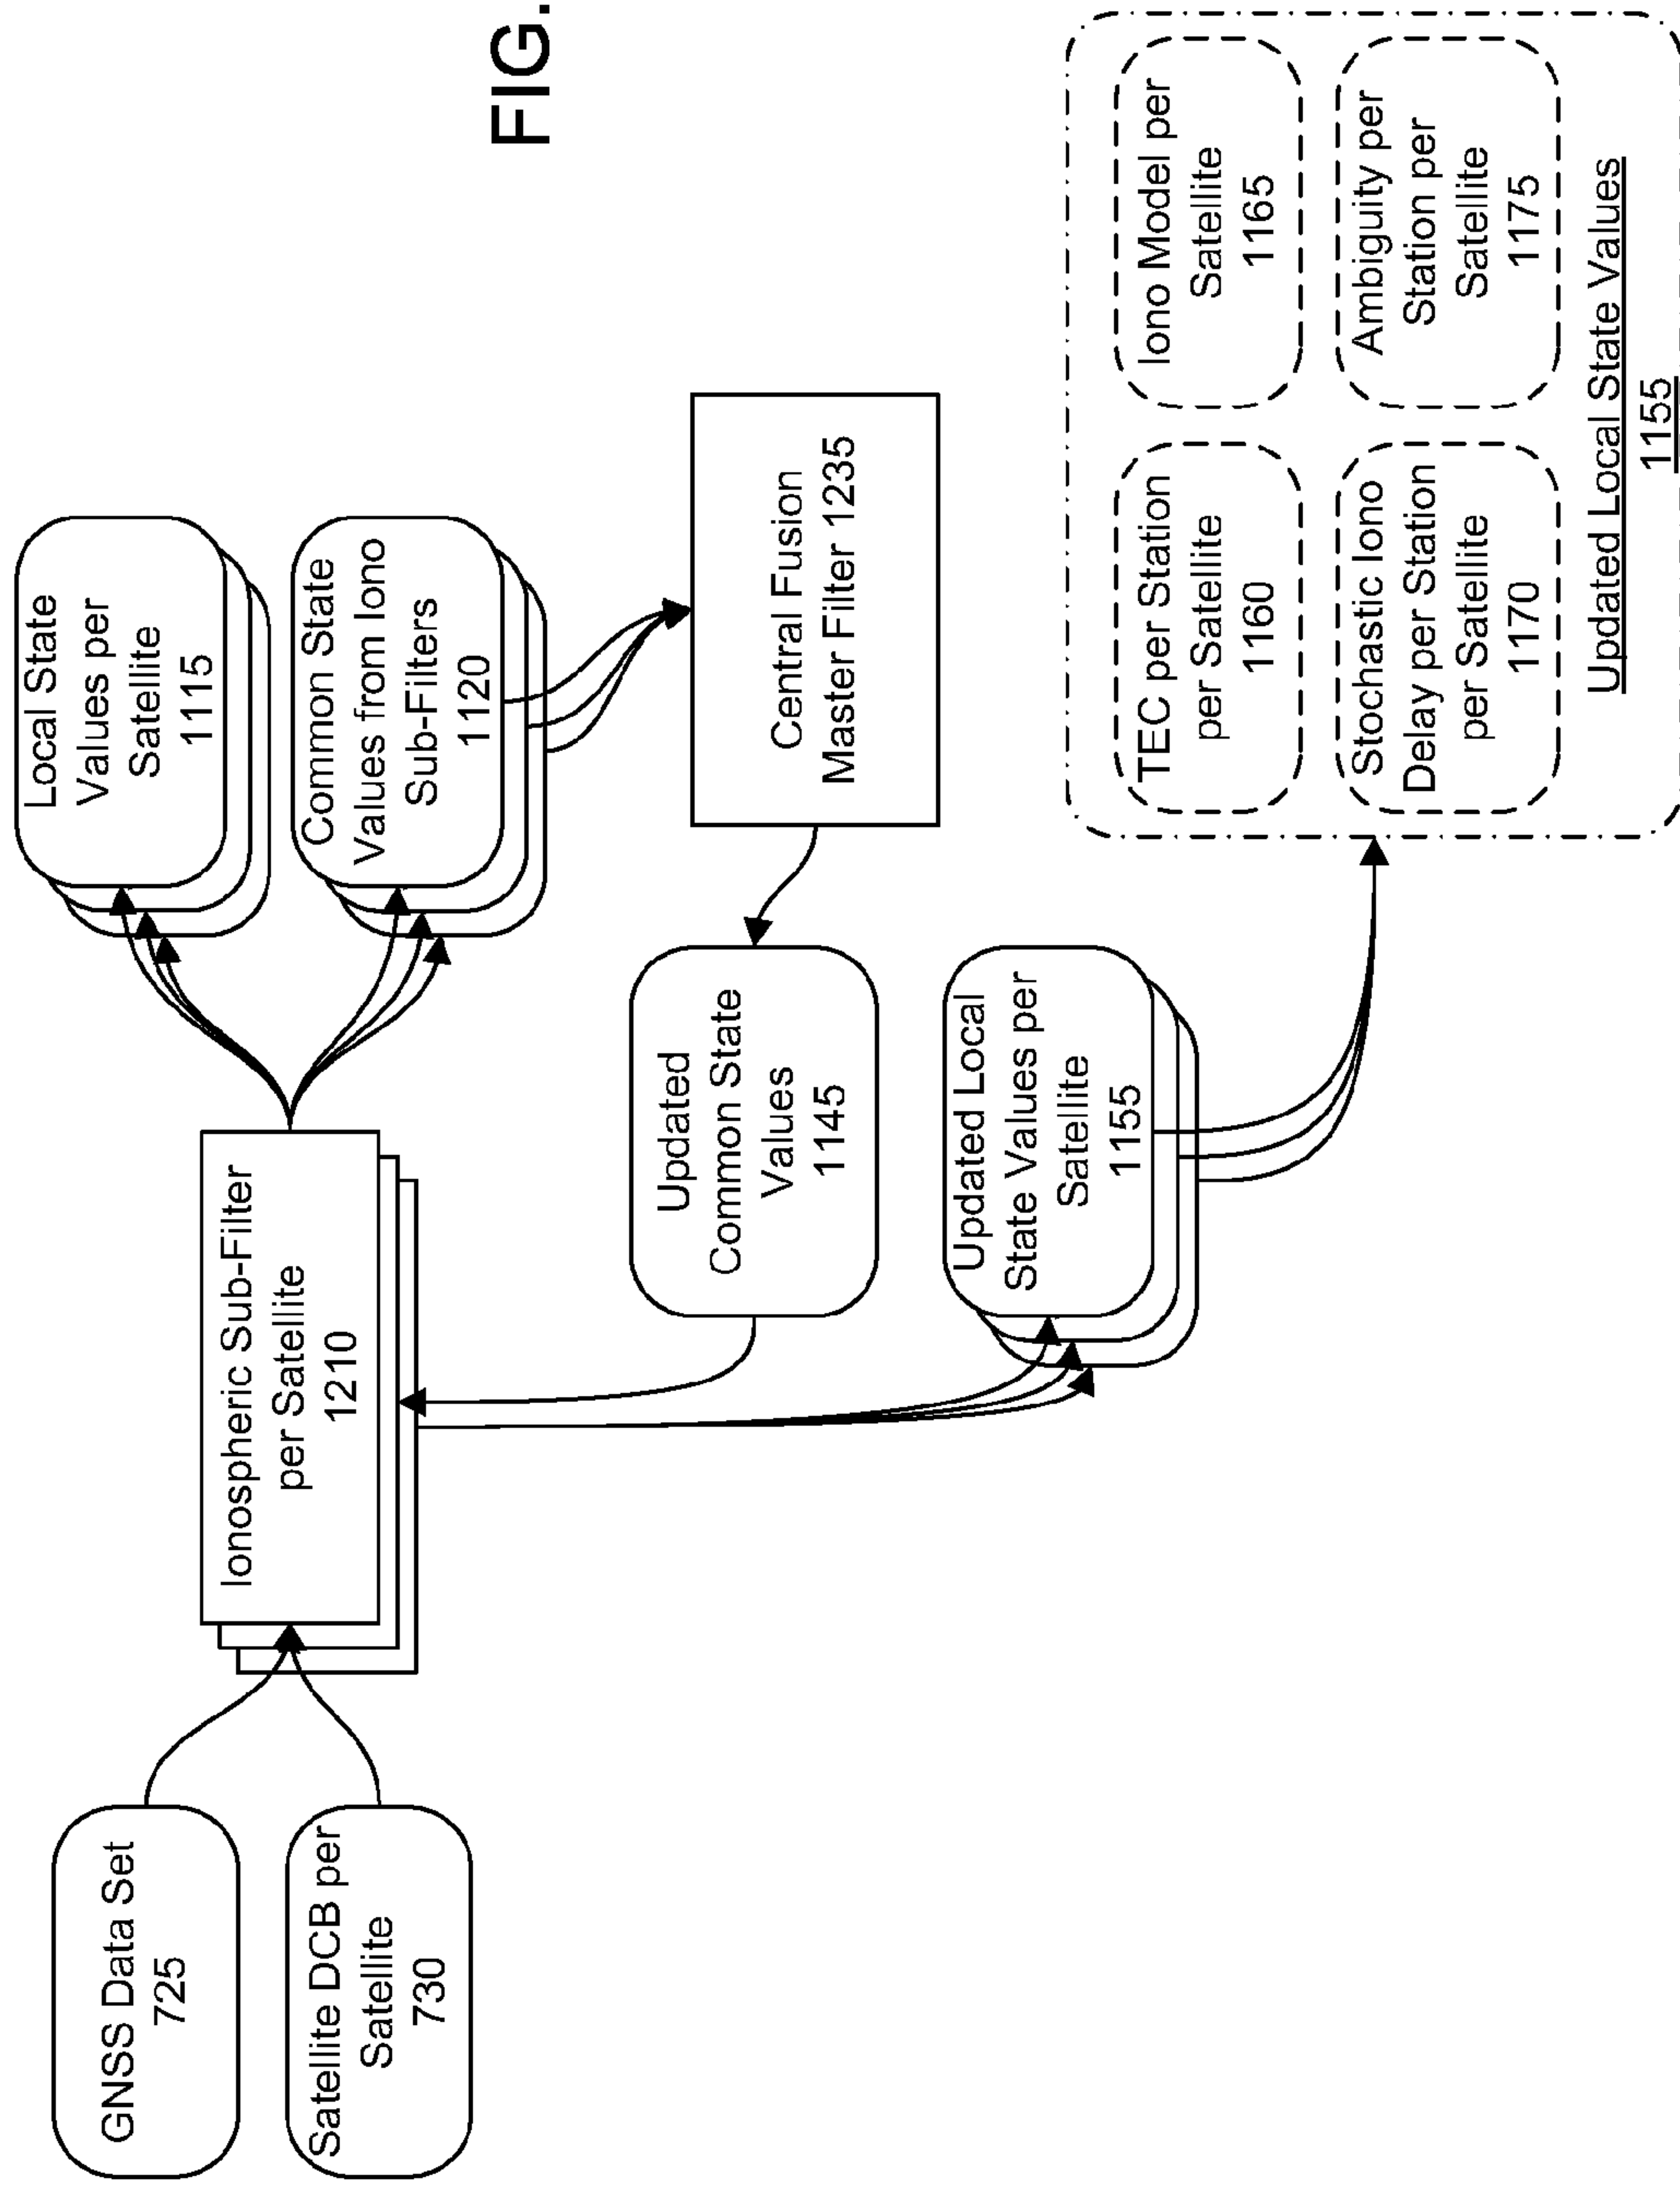 GNSS Data Set
725
Satellite DCB per
Satellite
730
Ionospheric Sub-Filter
per Satellite
1210
Local State
Values per
Satellite
1115
Common State
Values from Iono
Sub-Filters
1120
FIG.
Central Fusion
Master Filter 1235
Updated
Common State
Values
1145
Updated Local
State Values per
Satellite
1155
TEC per Station
per Satellite
1160
Iono Model per
Satellite
1165
Stochastic Iono
Delay per Station
per Satellite
1170
Ambiguity per
Station per
Satellite
1175
Updated Local State Values
1155